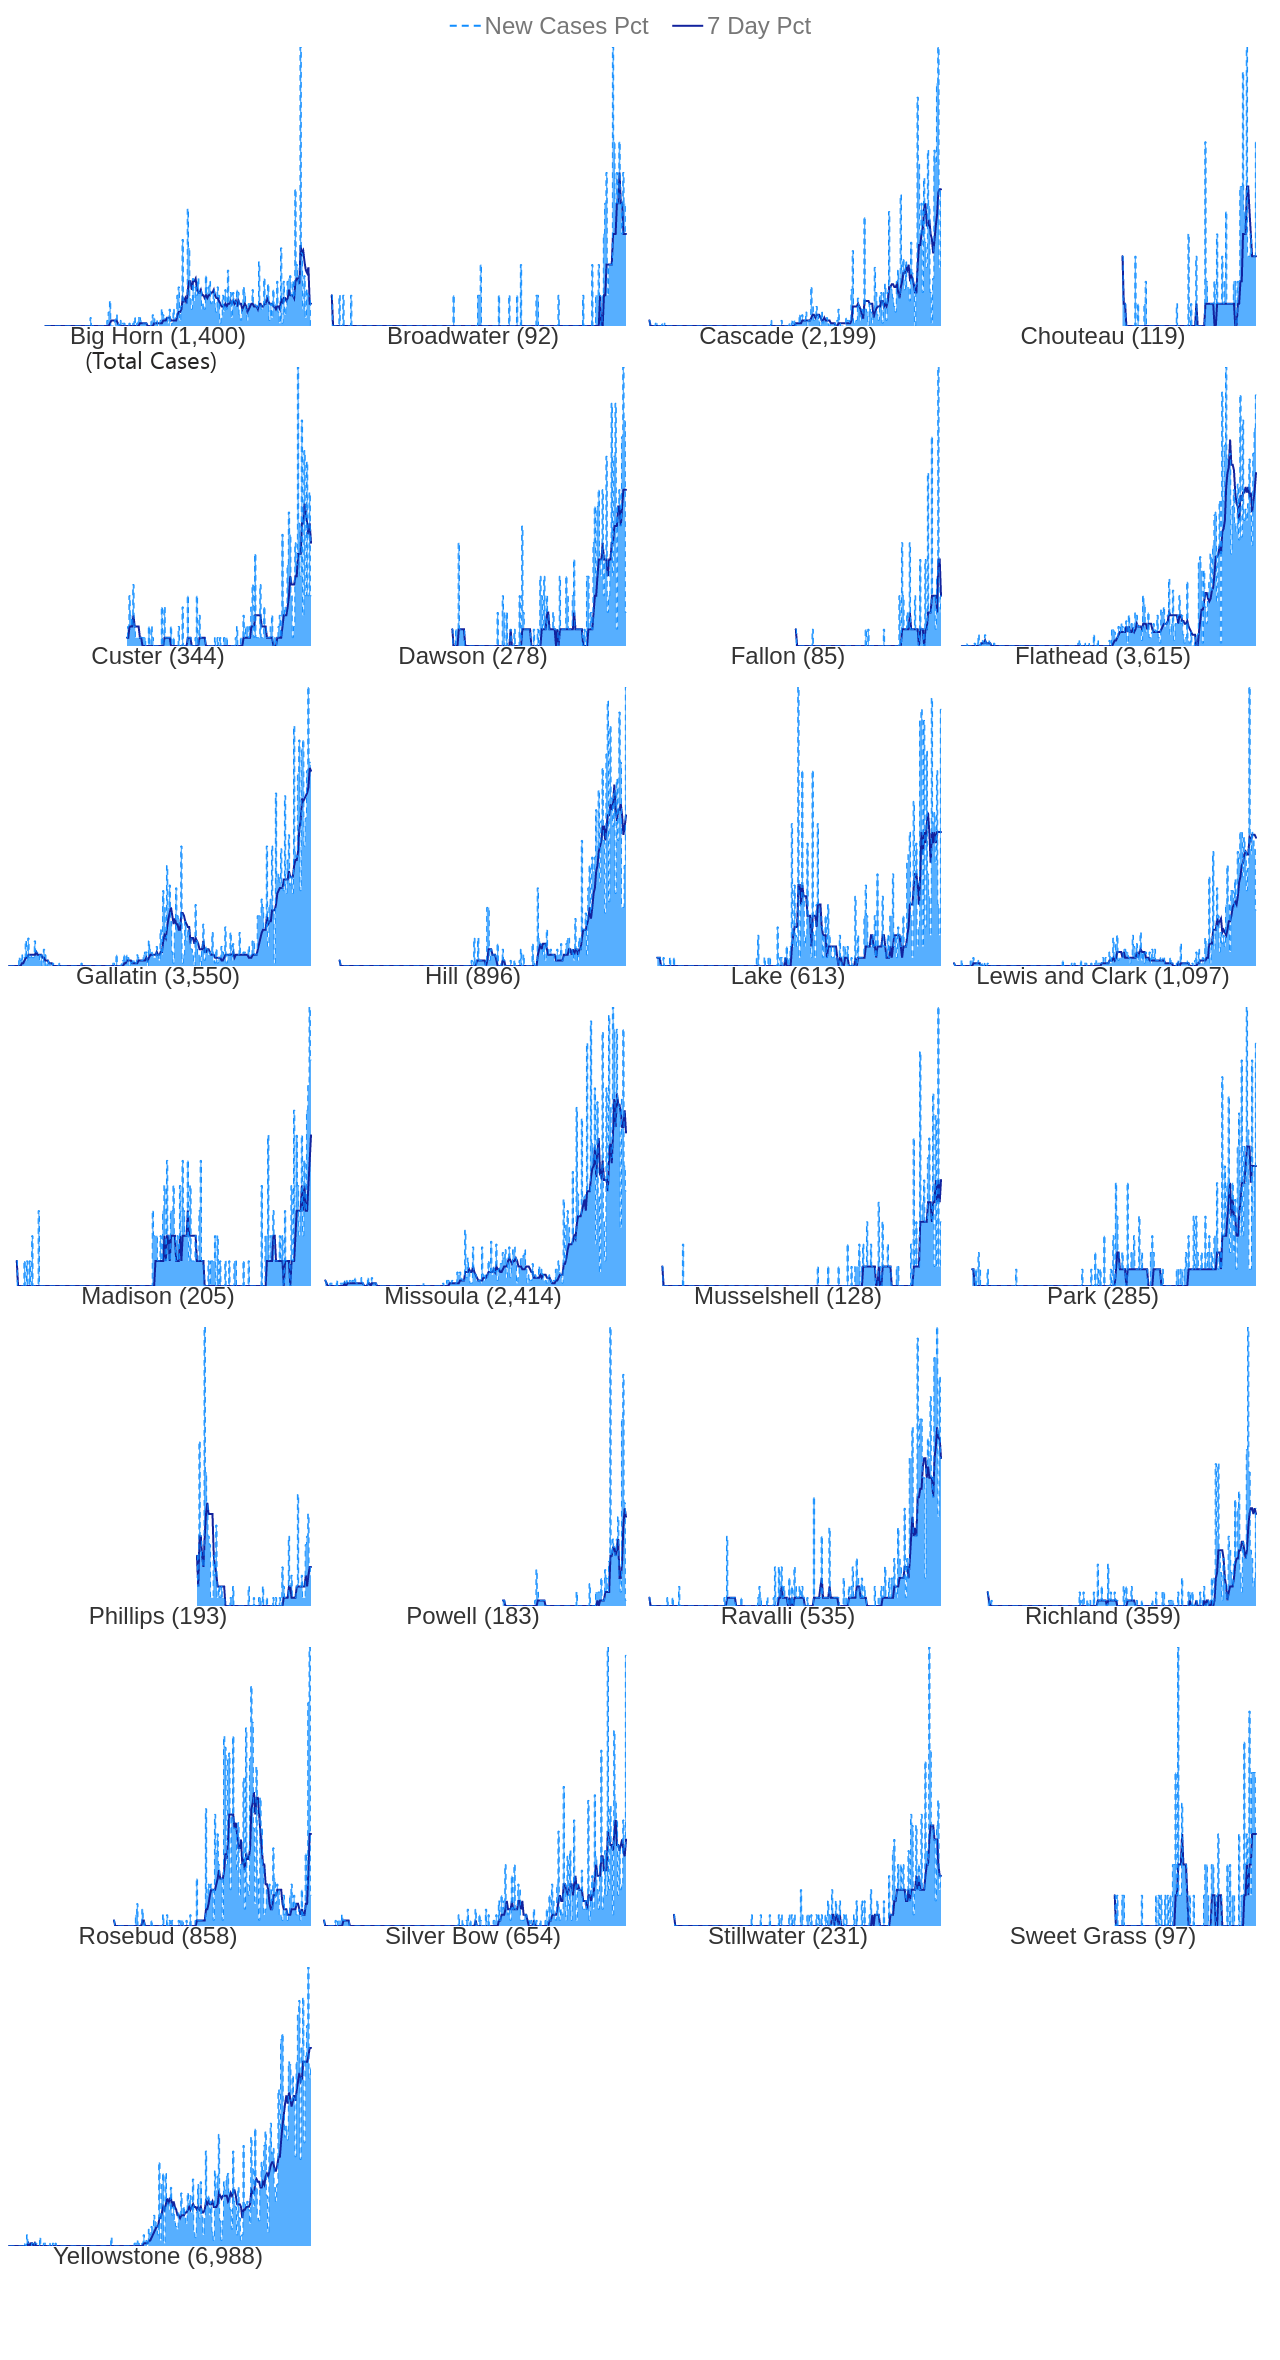 New Cases Pct 7 Day Pct
Big Horn (1,400) Broadwater (92) Cascade (2,199) Chouteau (119)
(Total Cases)
Custer (344) Dawson (278) Fallon (85) Flathead (3,615)
Gallatin (3,550) Hill (896) Lake (613) Lewis and Clark (1,097)
Madison (205) Missoula (2,414) Musselshell (128) Park (285)
Phillips (193) Powell (183) Ravalli (535) Richland (359)
Rosebud (858) Silver Bow (654) Stillwater (231) Sweet Grass (97)
Yellowstone (6,988)